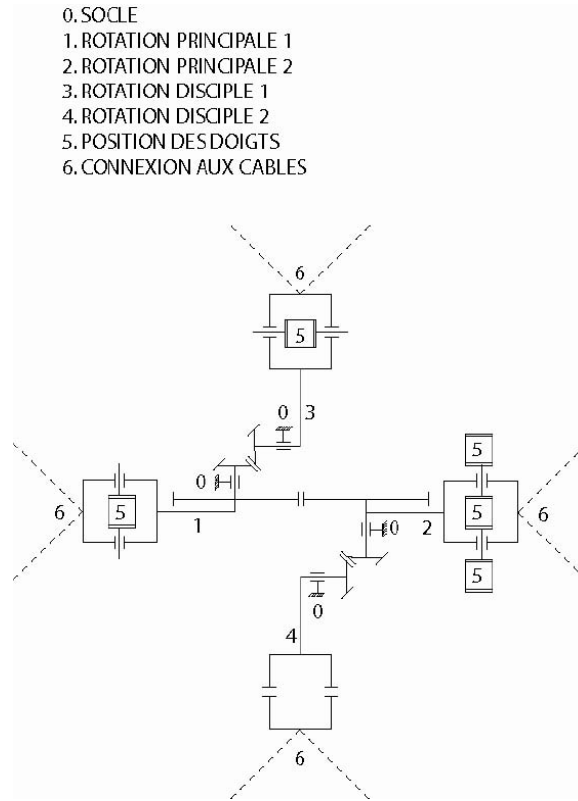 0. SOCLE
1. ROTATION PRINCIPALE 1
2. ROTATION PRINCIPALE 2
3. ROTATION DISCIPLE 1
4. ROTATION DISCIPLE 2
5. POSITION DES DOIGTS
6. CONNEXION AUX CABLES
6
5
0 3
0
5
6 5 1 0 2 5 6
5
0
4
6